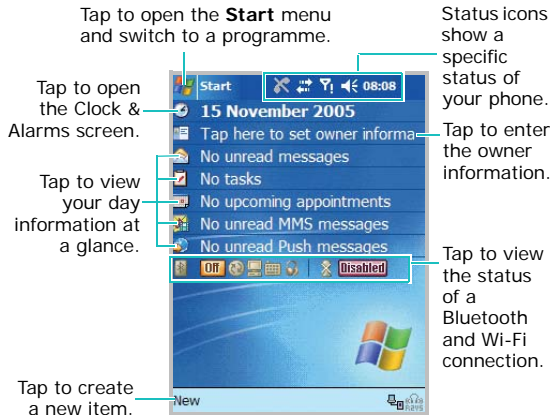 Tap to open the Start menu
and switch to a programme.
Status icons
show a
specific
status of
your phone.
Tap to open
the Clock &
Alarms screen.
Start 08:08
15 November 2005
Tap here to set owner informa
Tap to enter
the owner
information.
No unread messages
No tasks
No upcoming appointments
No unread MMS messages
No unread Push messages
Tap to view
your day
information at
a glance.
Off Disabled
Tap to view
the status
of a
Bluetooth
and Wi-Fi
connection.
Tap to create
a new item.
New